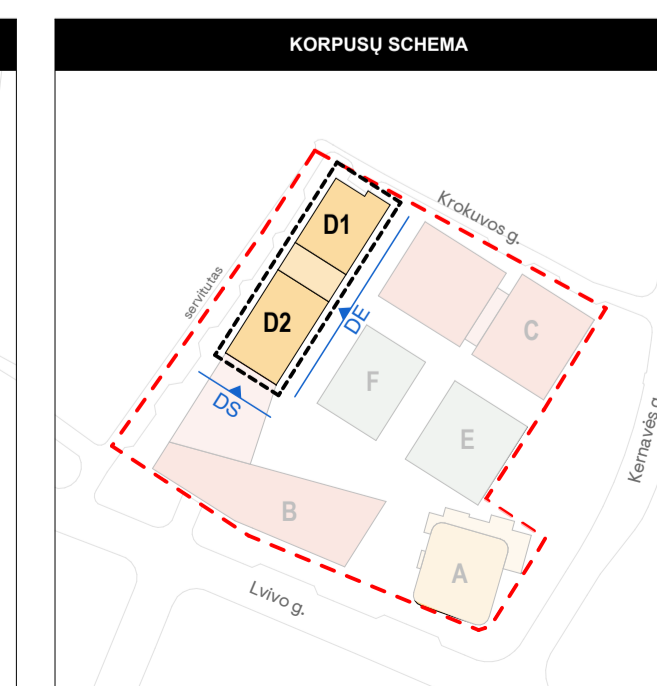 KORPUSŲ SCHEMA
Krokuvos g.
D1
servitutas
D2
DE
C
F
DS
E
Kernavės g.
B
A
Lvivo g.